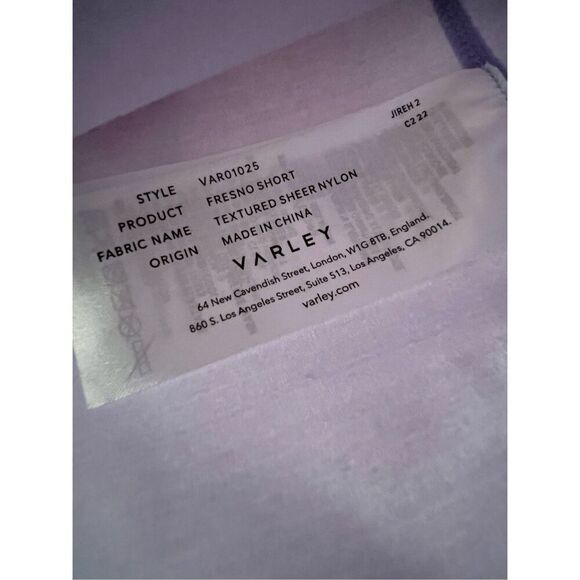 JIREH 2
C2 22
STYLE VAR01025
PRODUCT FRESNO SHORT
FABRIC NAME TEXTURED SHEER NYLON
ORIGIN MADE IN CHINA
VARLEY
64 New Cavendish Street, London, W1G 8TB, England.
860 S. Los Angeles Street, Suite 513, Los Angeles, CA 90014.
varley.com